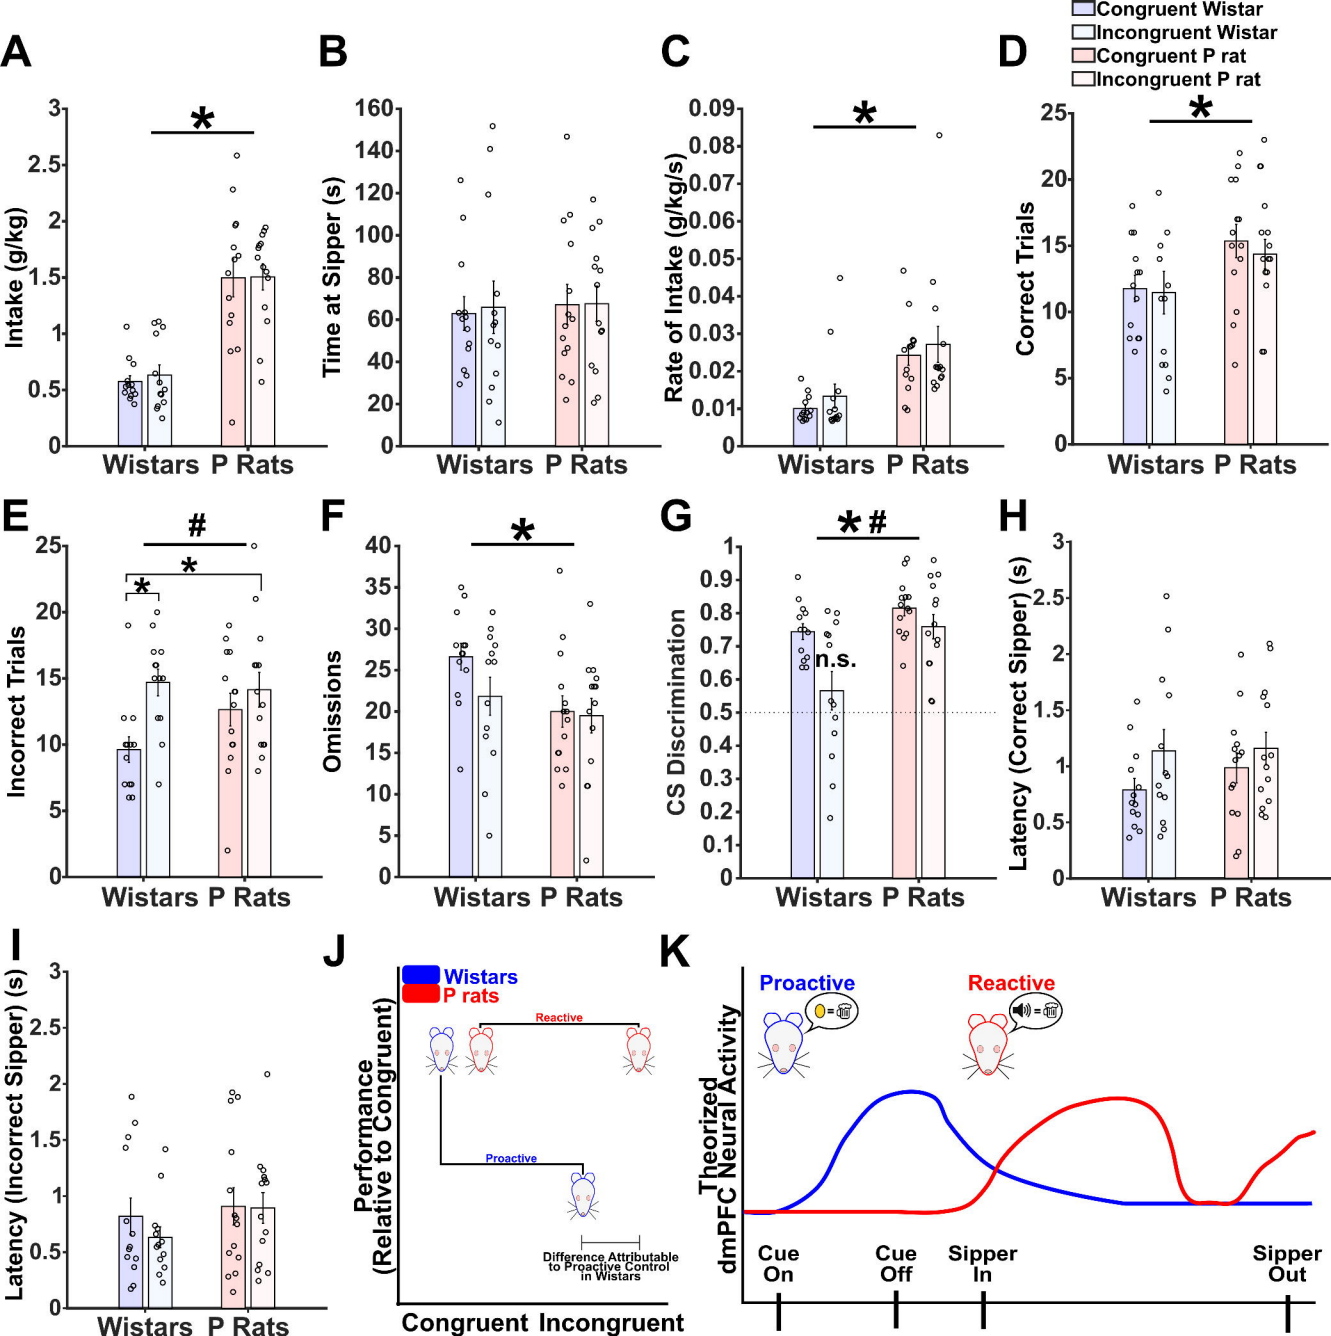 Congruent Wistar
Incongruent Wistar
Congruent P rat
Incongruent P rat
A
*
Intake (g/kg)
3
2.5
2
1.5
1
0.5
0
Wistars P Rats
B
Time at Sipper (s)
160
140
120
100
80
60
40
20
0
Wistars P Rats
C
*
Rate of Intake (g/kg/s)
0.09
0.08
0.07
0.06
0.05
0.04
0.03
0.02
0.01
0
Wistars P Rats
D
*
Correct Trials
25
20
15
10
5
0
Wistars P Rats
E
#
*
*
Incorrect Trials
25
20
15
10
5
0
Wistars P Rats
F
*
Omissions
40
35
30
25
20
15
10
5
0
Wistars P Rats
G
* #
n.s.
CS Discrimination
1
0.9
0.8
0.7
0.6
0.5
0.4
0.3
0.2
0.1
0
Wistars P Rats
H
Latency (Correct Sipper) (s)
3
2.5
2
1.5
1
0.5
0
Wistars P Rats
I
Latency (Incorrect Sipper) (s)
3
2.5
2
1.5
1
0.5
0
Wistars P Rats
J
Wistars
P rats
Performance
(Relative to Congruent)
Reactive
Proactive
Difference Attributable
to Proactive Control
in Wistars
Congruent Incongruent
K
Theorized
dmPFC Neural Activity
Proactive
=
Reactive
=
Cue
On
Cue
Off
Sipper
In
Sipper
Out